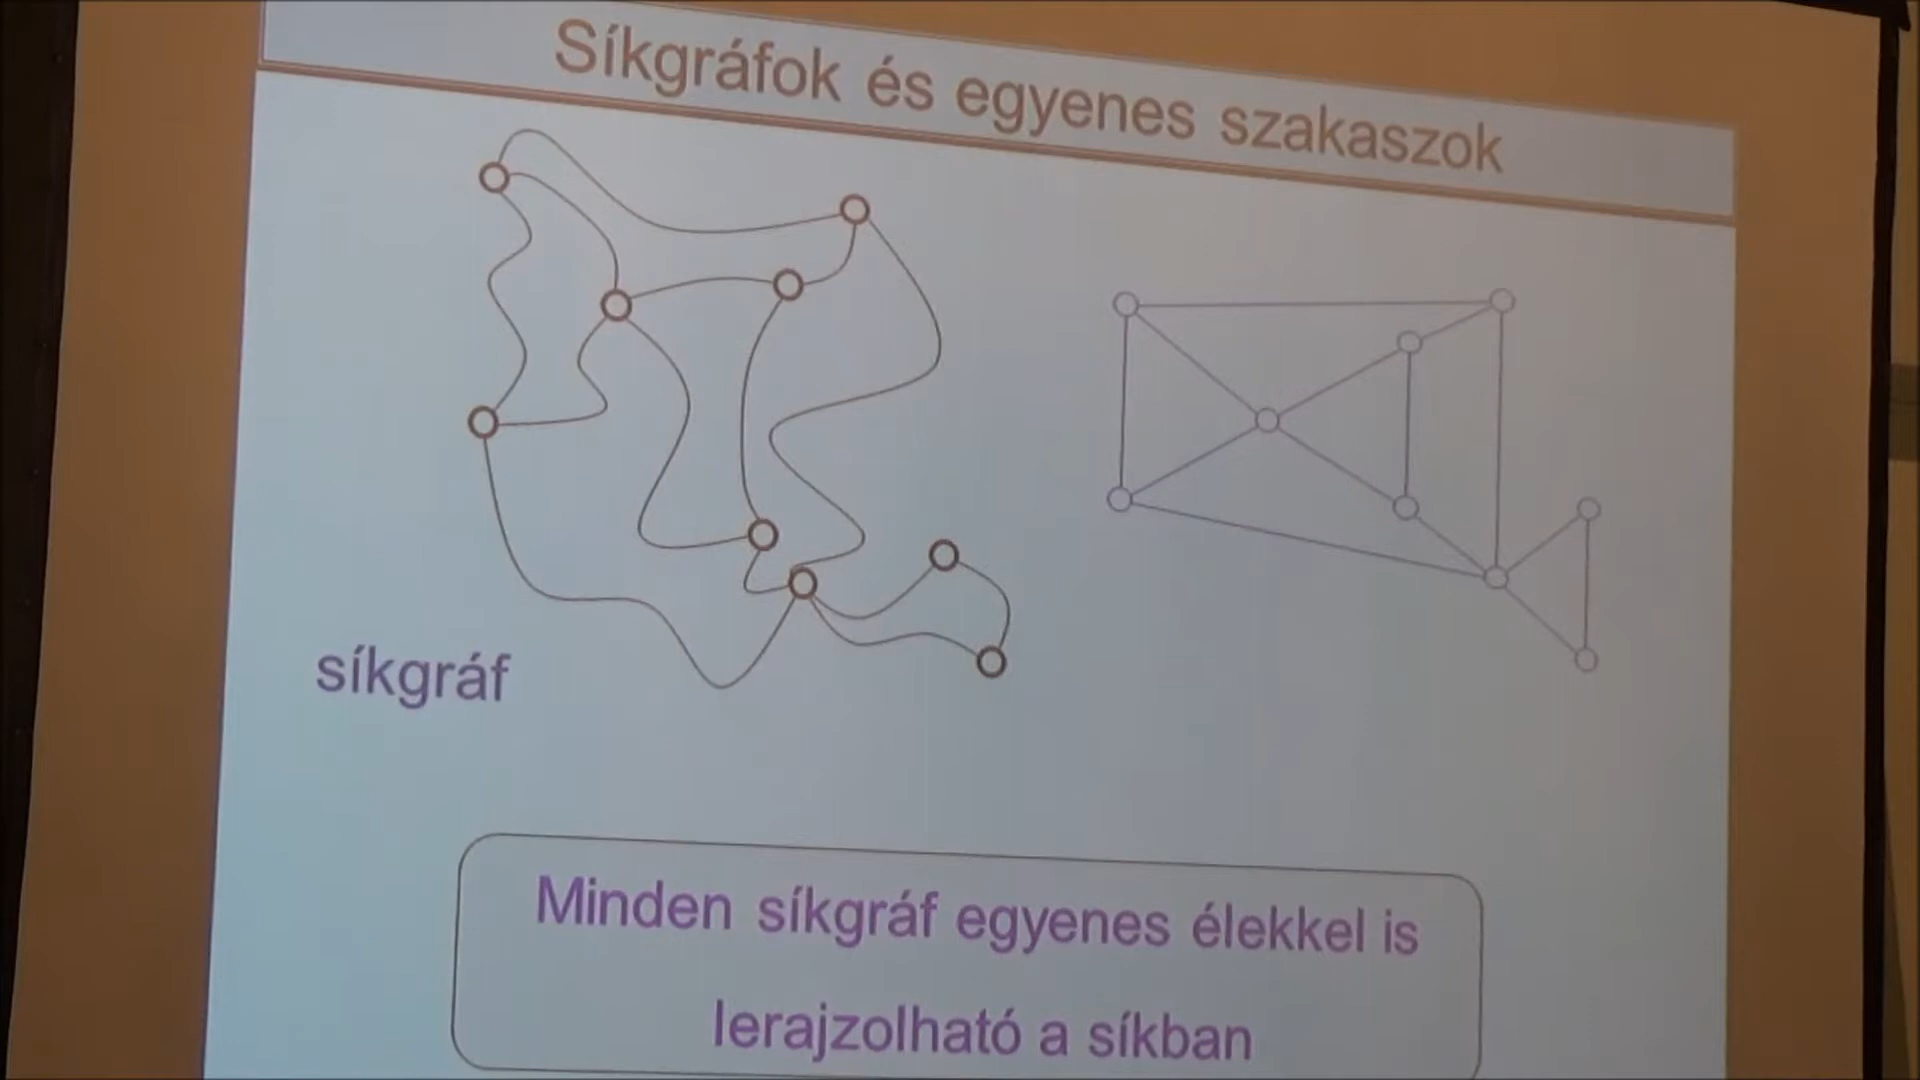 Síkgráfok és egyenes szakaszok
síkgráf
Minden síkgráf egyenes élekkel is
lerajzolható a síkban